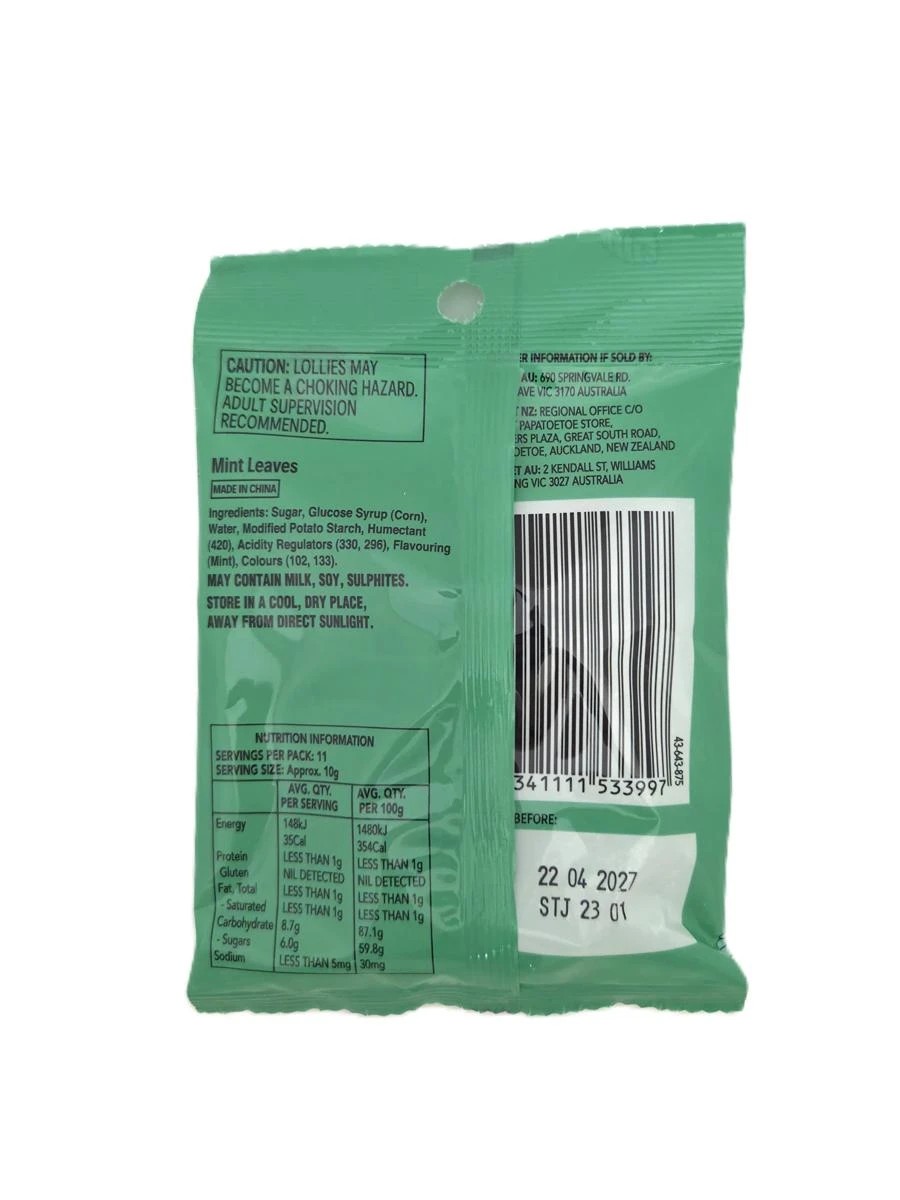 CAUTION: LOLLIES MAY
BECOME A CHOKING HAZARD.
ADULT SUPERVISION
RECOMMENDED.
Mint Leaves
MADE IN CHINA
Ingredients: Sugar, Glucose Syrup (Corn),
Water, Modified Potato Starch, Humectant
(420), Acidity Regulators (330, 296), Flavouring
(Mint), Colours (102, 133).
MAY CONTAIN MILK, SOY, SULPHITES.
STORE IN A COOL, DRY PLACE,
AWAY FROM DIRECT SUNLIGHT.
NUTRITION INFORMATION
SERVINGS PER PACK: 11
SERVING SIZE: Approx. 10g
AVG. QTY. PER SERVING AVG. QTY. PER 100g
Energy 148kJ 1480kJ
35Cal 354Cal
Protein LESS THAN 1g LESS THAN 1g
Gluten NIL DETECTED NIL DETECTED
Fat, Total LESS THAN 1g LESS THAN 1g
- Saturated LESS THAN 1g LESS THAN 1g
Carbohydrate 8.7g 87.1g
- Sugars 6.0g 59.8g
Sodium LESS THAN 5mg 30mg
ER INFORMATION IF SOLD BY:
AU: 690 SPRINGVALE RD.
AVE VIC 3170 AUSTRALIA
T NZ: REGIONAL OFFICE C/O
PAPATOETOE STORE,
ERS PLAZA, GREAT SOUTH ROAD,
OETOE, AUCKLAND, NEW ZEALAND
ET AU: 2 KENDALL ST, WILLIAMS
NG VIC 3027 AUSTRALIA
43-643-875
341111 533997
BEFORE:
22 04 2027
STJ 23 01